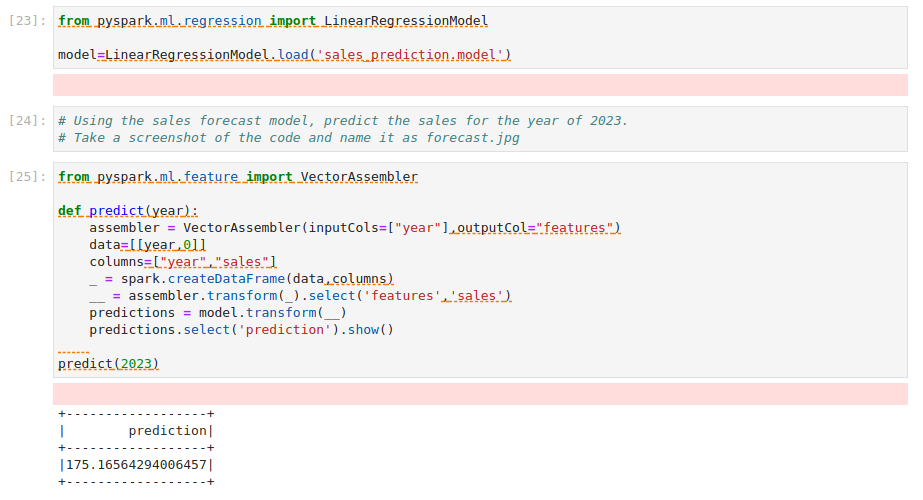 [23]: from pyspark.ml.regression import LinearRegressionModel
model=LinearRegressionModel.load('sales_prediction.model')
[24]: # Using the sales forecast model, predict the sales for the year of 2023.
# Take a screenshot of the code and name it as forecast.jpg
[25]: from pyspark.ml.feature import VectorAssembler
def predict(year):
    assembler = VectorAssembler(inputCols=["year"],outputCol="features")
    data=[[year,0]]
    columns=["year","sales"]
    _ = spark.createDataFrame(data,columns)
    __ = assembler.transform(_).select('features','sales')
    predictions = model.transform(__)
    predictions.select('prediction').show()
predict(2023)
+------------------+
|        prediction|
+------------------+
|175.16564294006457|
+------------------+